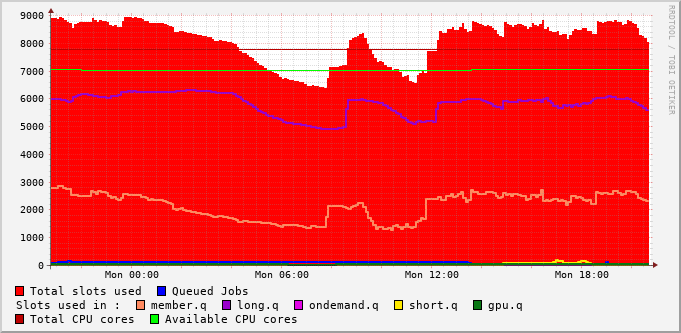 9000
8000
7000
6000
5000
4000
3000
2000
1000
0
Mon 00:00 Mon 06:00 Mon 12:00 Mon 18:00
RRDTOOL / TOBI OETIKER
Total slots used Queued Jobs
Slots used in : member.q long.q ondemand.q short.q gpu.q
Total CPU cores Available CPU cores